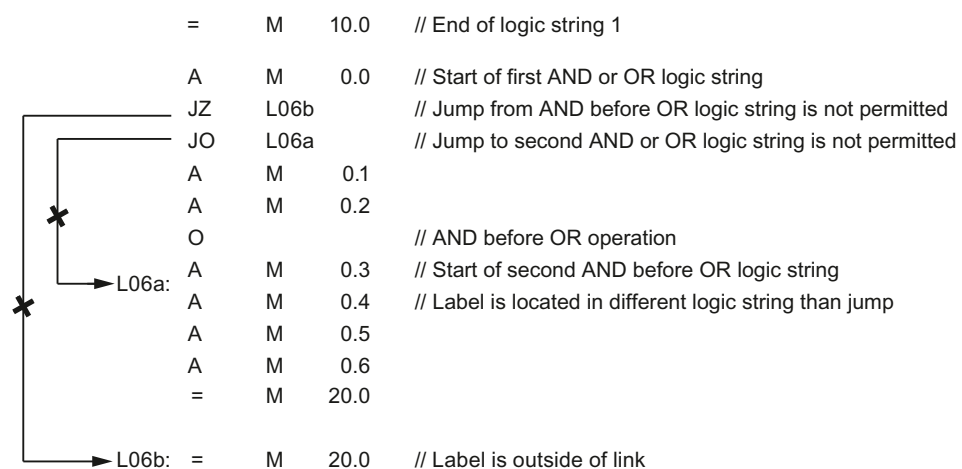 = M 10.0 // End of logic string 1
A M 0.0 // Start of first AND or OR logic string
JZ L06b // Jump from AND before OR logic string is not permitted
JO L06a // Jump to second AND or OR logic string is not permitted
A M 0.1
A M 0.2
O // AND before OR operation
L06a: A M 0.3 // Start of second AND before OR logic string
A M 0.4 // Label is located in different logic string than jump
A M 0.5
A M 0.6
= M 20.0
L06b: = M 20.0 // Label is outside of link